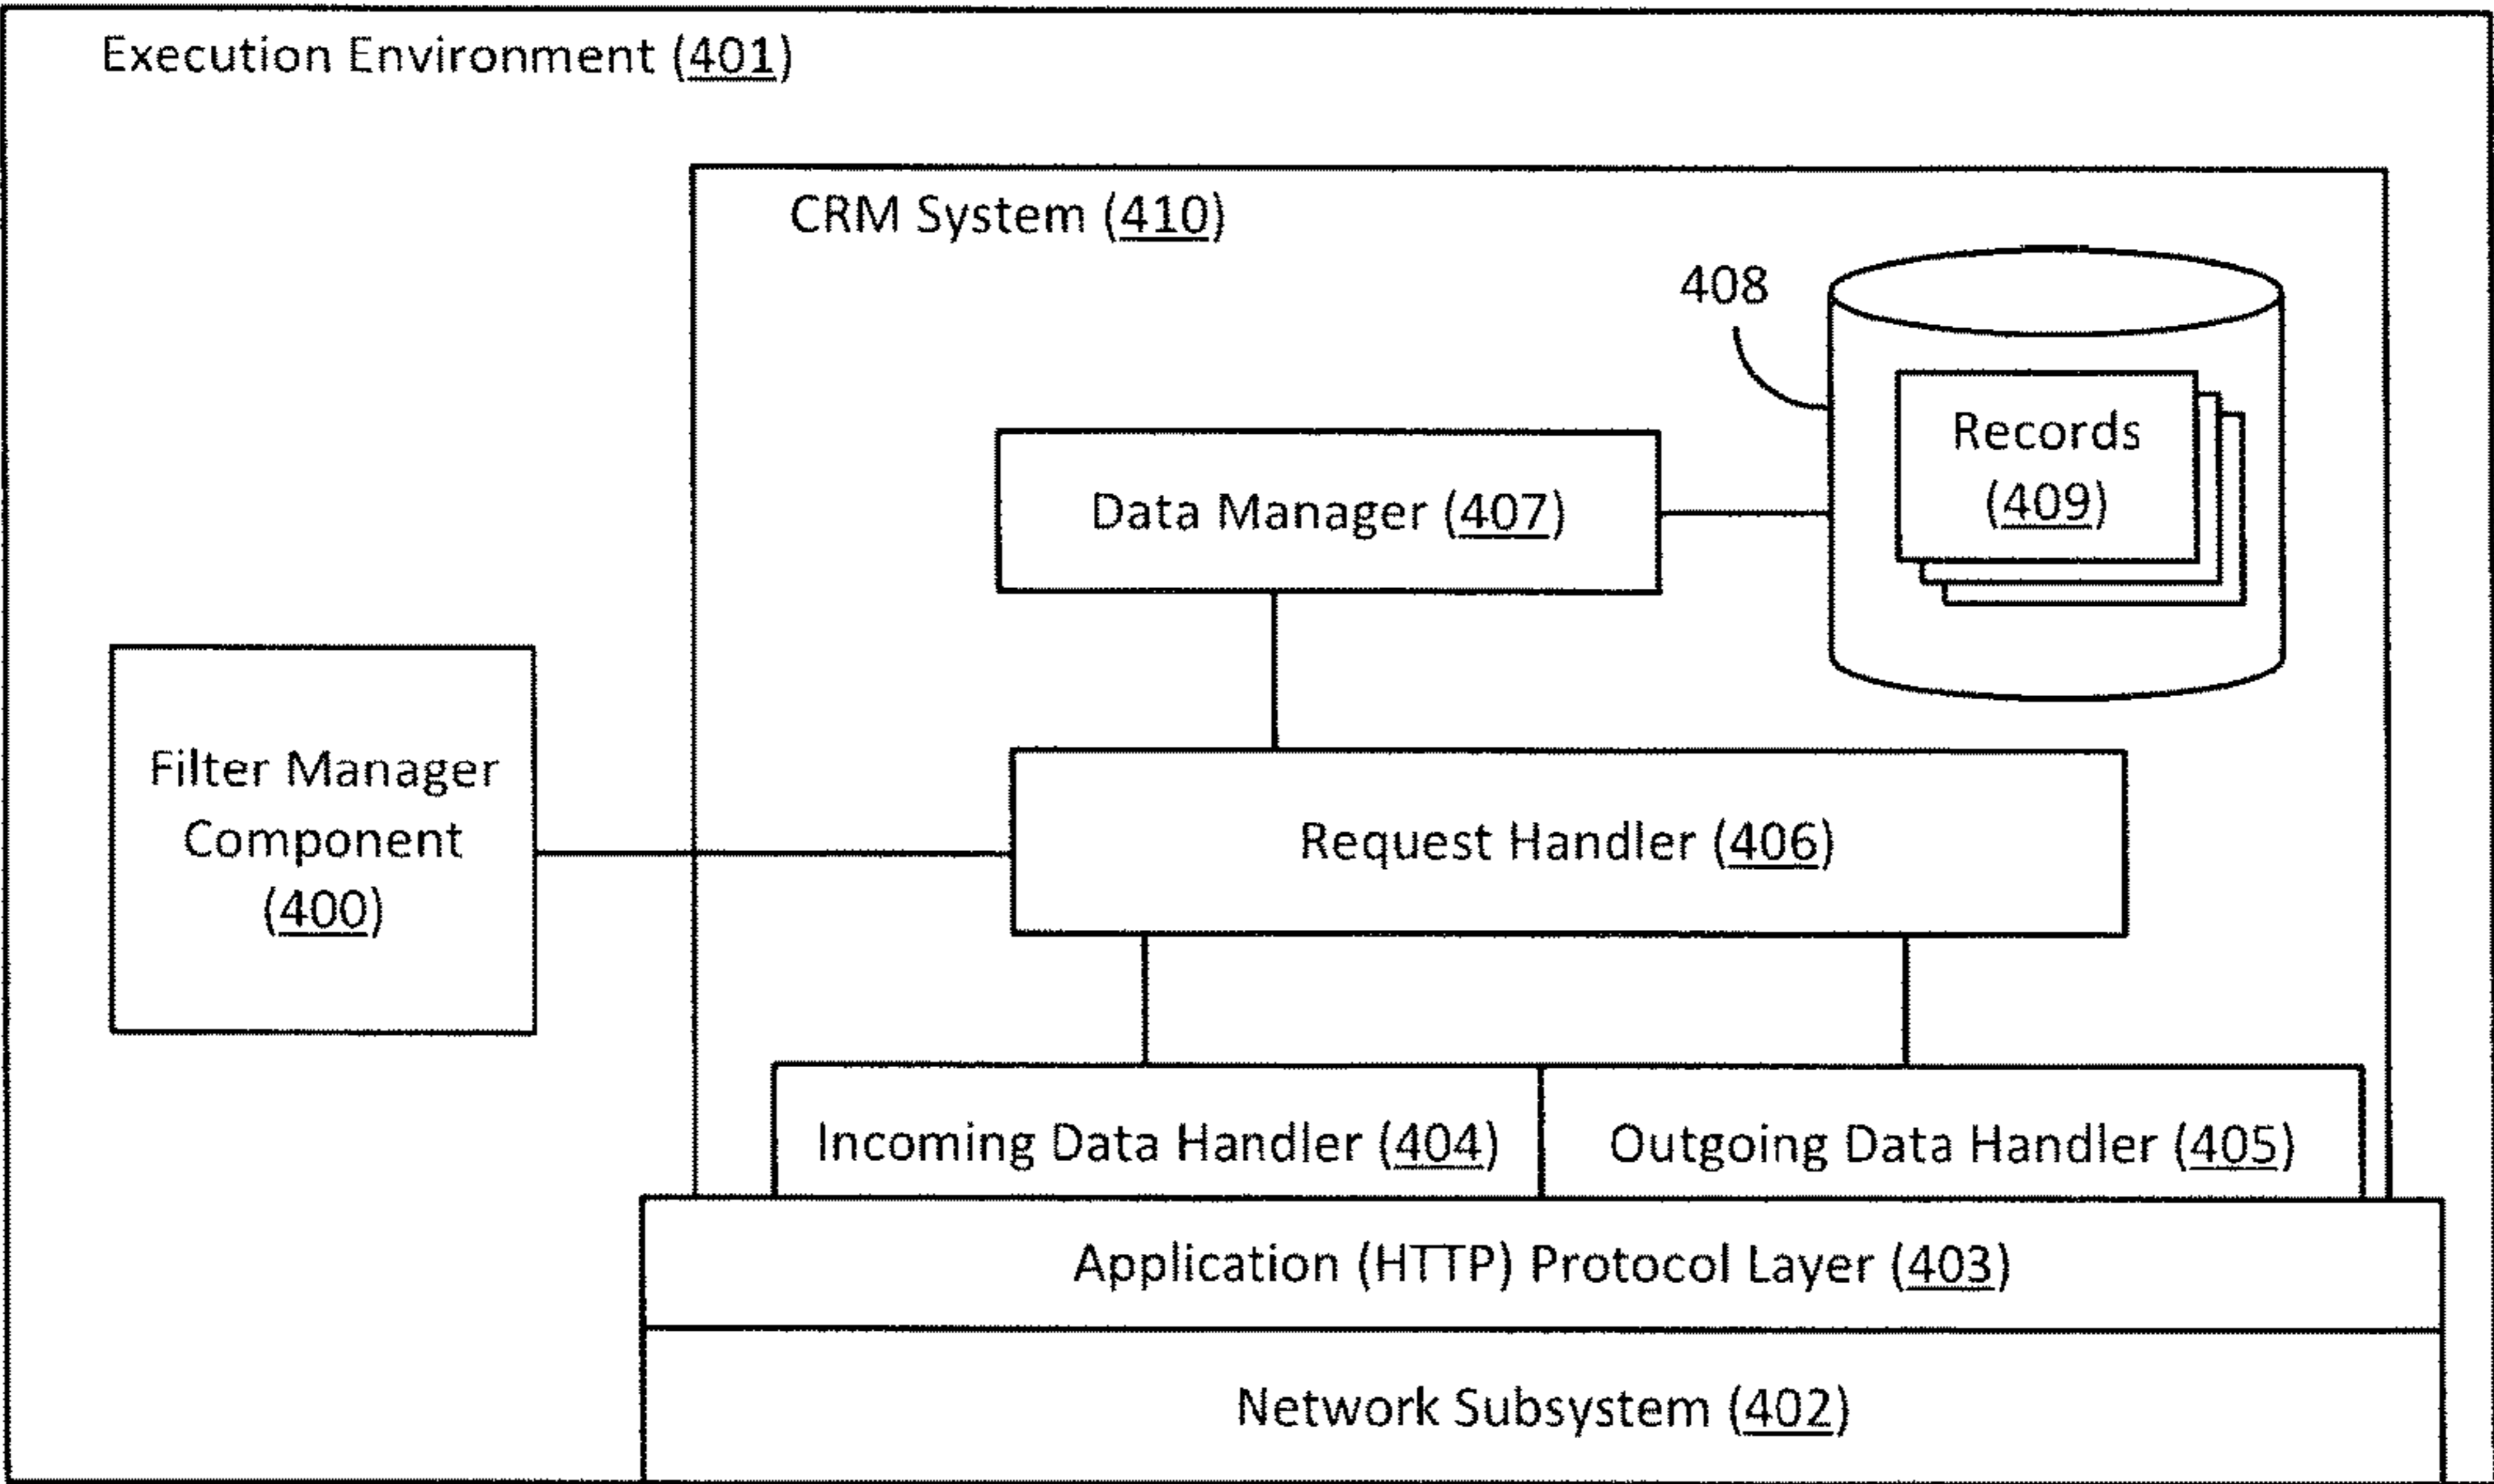 Execution Environment (401)
CRM System (410)
408
Records
(409)
Data Manager (407)
Filter Manager
Component
(400)
Request Handler (406)
Incoming Data Handler (404)
Outgoing Data Handler (405)
Application (HTTP) Protocol Layer (403)
Network Subsystem (402)